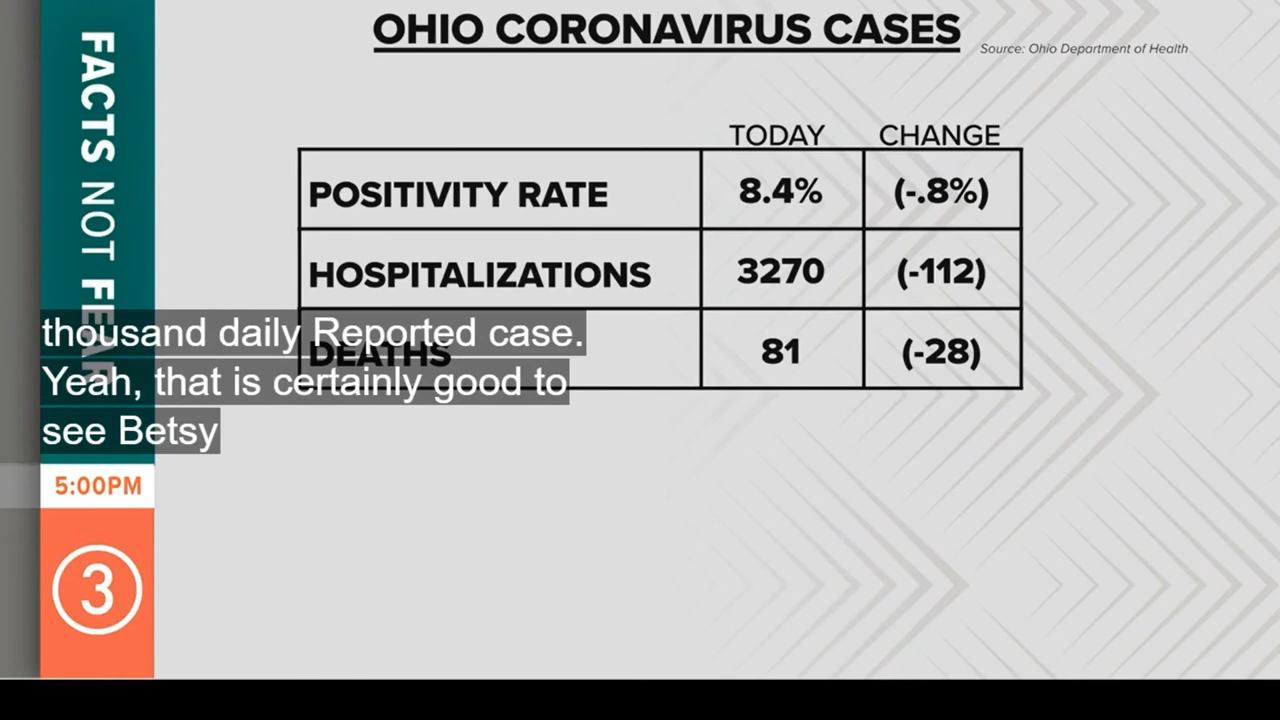 OHIO CORONAVIRUS CASES
Source: Ohio Department of Health
FACTS NOT FEAR
TODAY CHANGE
POSITIVITY RATE 8.4% (-.8%)
HOSPITALIZATIONS 3270 (-112)
DEATHS 81 (-28)
thousand daily Reported case.
Yeah, that is certainly good to
see Betsy
5:00PM
3